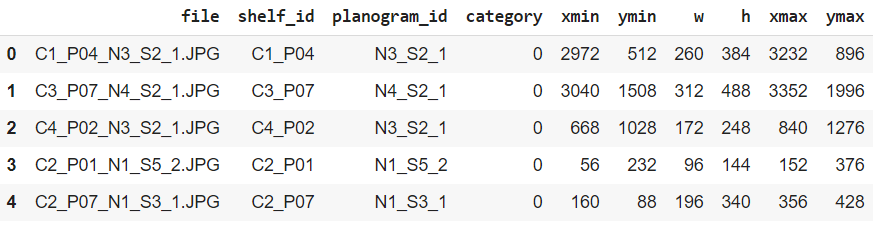 file shelf_id planogram_id category xmin ymin w h xmax ymax
0 C1_P04_N3_S2_1.JPG C1_P04 N3_S2_1 0 2972 512 260 384 3232 896
1 C3_P07_N4_S2_1.JPG C3_P07 N4_S2_1 0 3040 1508 312 488 3352 1996
2 C4_P02_N3_S2_1.JPG C4_P02 N3_S2_1 0 668 1028 172 248 840 1276
3 C2_P01_N1_S5_2.JPG C2_P01 N1_S5_2 0 56 232 96 144 152 376
4 C2_P07_N1_S3_1.JPG C2_P07 N1_S3_1 0 160 88 196 340 356 428